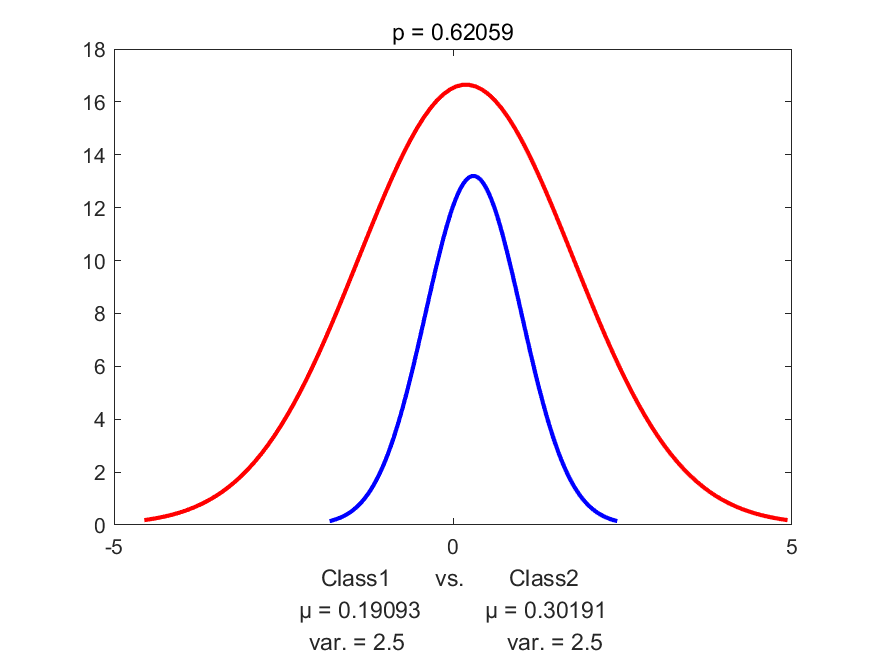 p = 0.62059
18
16
14
12
10
8
6
4
2
0
-5 0 5
Class1 vs. Class2
μ = 0.19093 μ = 0.30191
var. = 2.5 var. = 2.5